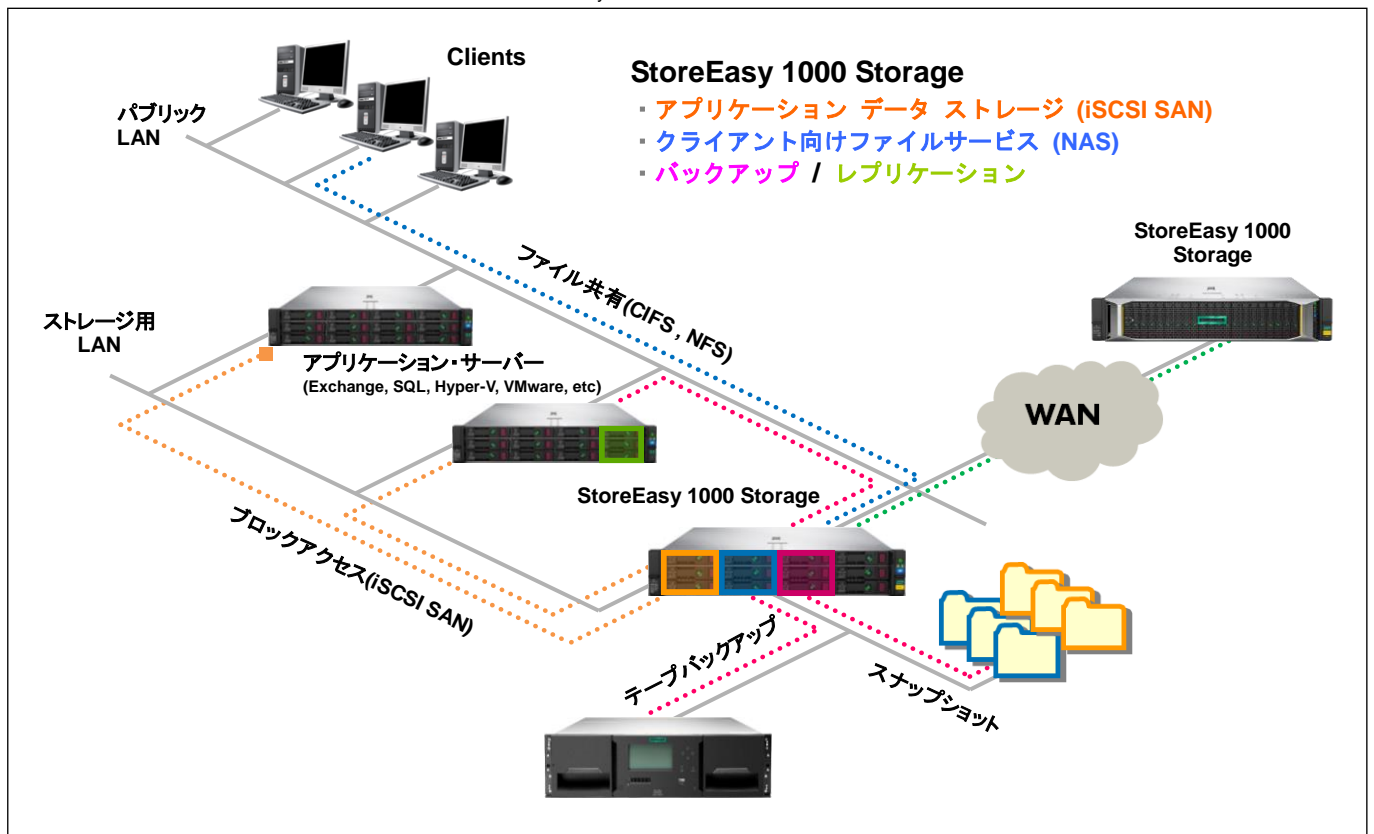 Clients
StoreEasy 1000 Storage
・アプリケーション データ ストレージ (iSCSI SAN)
・クライアント向けファイルサービス (NAS)
・バックアップ / レプリケーション
パブリック
LAN
StoreEasy 1000
Storage
ファイル共有(CIFS , NFS)
ストレージ用
LAN
アプリケーション・サーバー
(Exchange, SQL, Hyper-V, VMware, etc)
WAN
StoreEasy 1000 Storage
ブロックアクセス(iSCSI SAN)
テープバックアップ
スナップショット